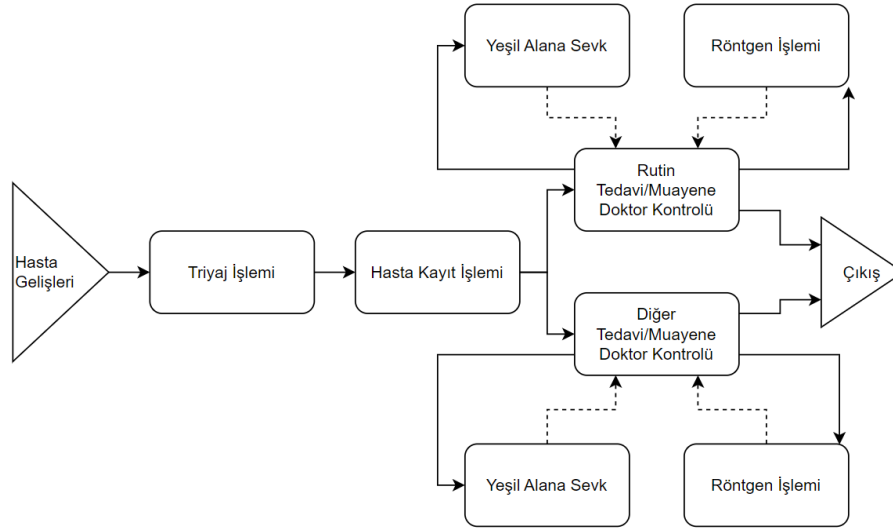 Yeşil Alana Sevk
Röntgen İşlemi
Rutin
Tedavi/Muayene
Doktor Kontrolü
Hasta
Gelişleri
Triyaj İşlemi
Hasta Kayıt İşlemi
Çıkış
Diğer
Tedavi/Muayene
Doktor Kontrolü
Yeşil Alana Sevk
Röntgen İşlemi